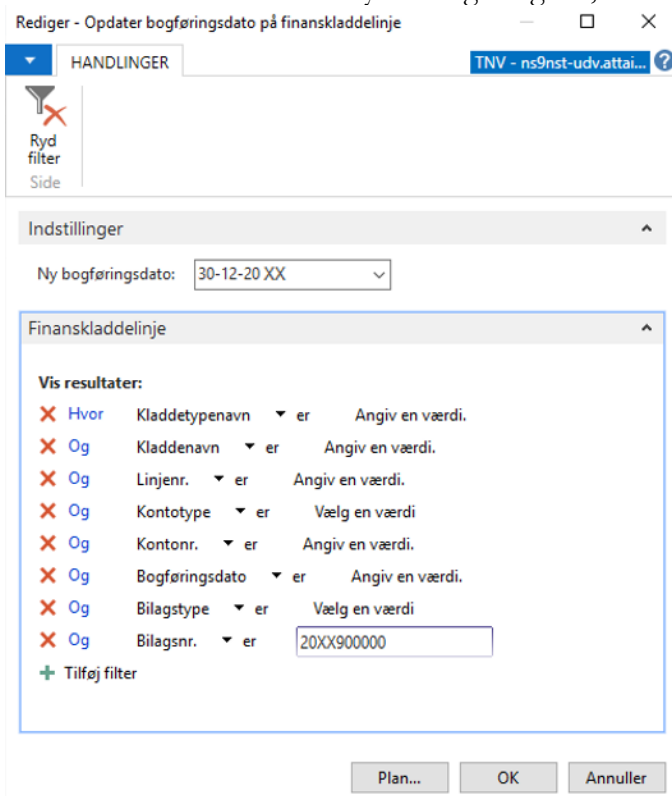 Rediger - Opdater bogføringsdato på finanskladdelinje
HANDLINGER
TNV - ns9nst-udv.attai...
Ryd
filter
Side
Indstillinger
Ny bogføringsdato: 30-12-20 XX
Finanskladdelinje
Vis resultater:
Hvor Kladdetypenavn er Angiv en værdi.
Og Kladdenavn er Angiv en værdi.
Og Linjenr. er Angiv en værdi.
Og Kontotype er Vælg en værdi
Og Kontonr. er Angiv en værdi.
Og Bogføringsdato er Angiv en værdi.
Og Bilagstype er Vælg en værdi
Og Bilagsnr. er 20XX900000
Tilføj filter
Plan... OK Annuller